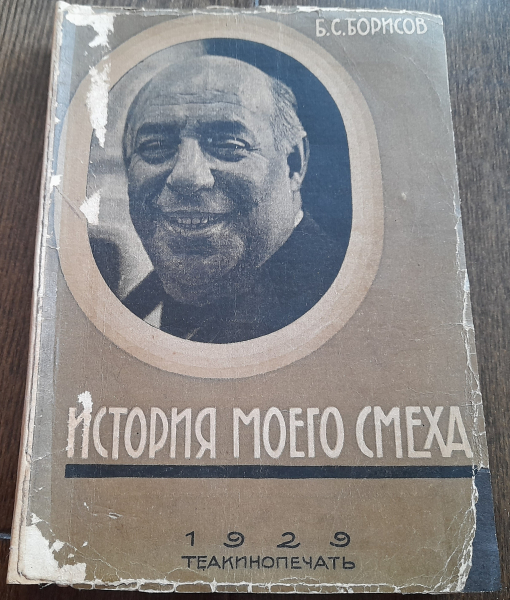 Б.С.БОРИСОВ
ИСТОРИЯ МОЕГО СМЕХА
1929
ТЕАКИНОПЕЧАТЬ